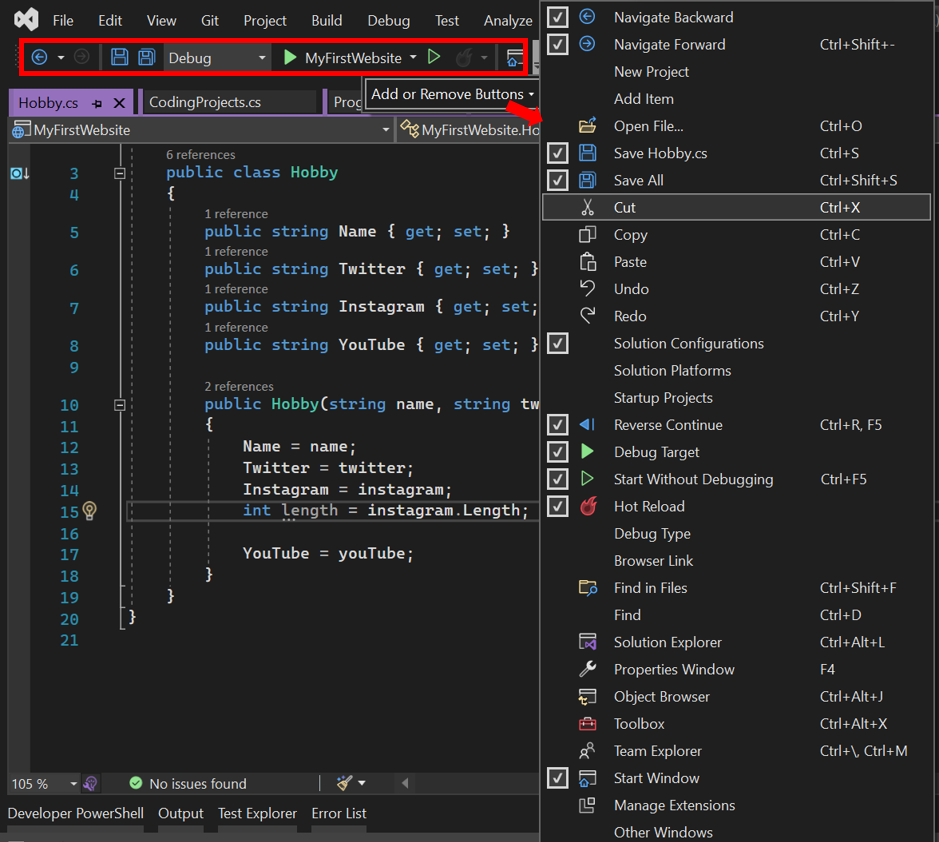 File Edit View Git Project Build Debug Test Analyze
Debug MyFirstWebsite
Add or Remove Buttons
Hobby.cs CodingProjects.cs Prog
MyFirstWebsite MyFirstWebsite.Ho
6 references
3 public class Hobby
4 {
1 reference
5 public string Name { get; set; }
1 reference
6 public string Twitter { get; set; }
1 reference
7 public string Instagram { get; set;
1 reference
8 public string YouTube { get; set; }
9
2 references
10 public Hobby(string name, string tw
11 {
12 Name = name;
13 Twitter = twitter;
14 Instagram = instagram;
15 int length = instagram.Length;
16
17 YouTube = youTube;
18 }
19 }
20 }
21
105 % No issues found
Developer PowerShell Output Test Explorer Error List
Navigate Backward
Navigate Forward Ctrl+Shift+-
New Project
Add Item
Open File... Ctrl+O
Save Hobby.cs Ctrl+S
Save All Ctrl+Shift+S
Cut Ctrl+X
Copy Ctrl+C
Paste Ctrl+V
Undo Ctrl+Z
Redo Ctrl+Y
Solution Configurations
Solution Platforms
Startup Projects
Reverse Continue Ctrl+R, F5
Debug Target
Start Without Debugging Ctrl+F5
Hot Reload
Debug Type
Browser Link
Find in Files Ctrl+Shift+F
Find Ctrl+D
Solution Explorer Ctrl+Alt+L
Properties Window F4
Object Browser Ctrl+Alt+J
Toolbox Ctrl+Alt+X
Team Explorer Ctrl+\, Ctrl+M
Start Window
Manage Extensions
Other Windows